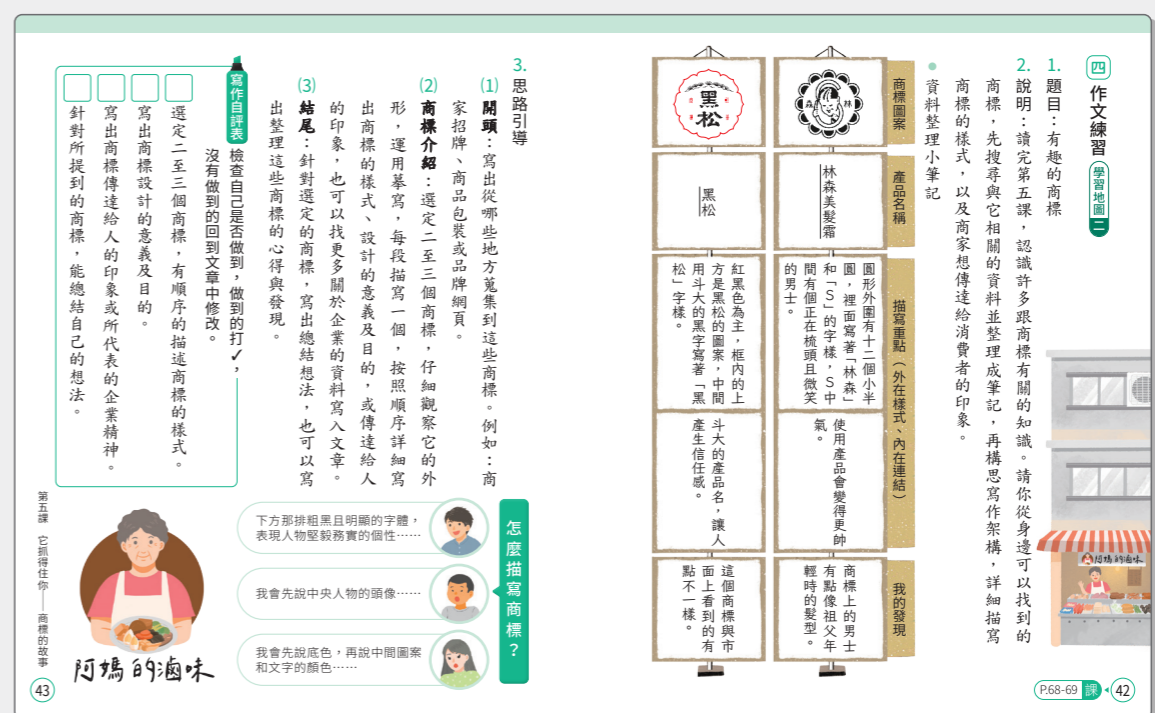 四 作文練習 學習地圖二
1. 題目：有趣的商標
2. 說明：讀完第五課，認識許多跟商標有關的知識。請你從身邊可以找到的
商標，先搜尋與它相關的資料並整理成筆記，再構思寫作架構，詳細描寫
商標的樣式，以及商家想傳達給消費者的印象。
●資料整理小筆記
商標圖案
產品名稱
描寫重點（外在樣式、內在連結）
我的發現
林森
林森美髮霜
圓形外圍有十二個小半
圓，裡面寫著「林森」
和「S」的字樣，S中
間有個正在梳頭且微笑
的男士。
使用產品會變得更帥
氣。
商標上的男士
有點像祖父年
輕時的髮型。
黑松
黑松
紅黑色為主，框內的上
方是黑松的圖案，中間
用斗大的黑字寫著「黑
松」字樣。
斗大的產品名，讓人
產生信任感。
這個商標與市
面上看到的有
點不一樣。
阿媽的滷味
P.68-69 課 42
3. 思路引導
(1) 開頭：寫出從哪些地方蒐集到這些商標。例如：商
家招牌、商品包裝或品牌網頁。
(2) 商標介紹：選定二至三個商標，仔細觀察它的外
形，運用摹寫，每段描寫一個，按照順序詳細寫
出商標的樣式、設計的意義及目的，或傳達給人
的印象，也可以找更多關於企業的資料寫入文章。
(3) 結尾：針對選定的商標，寫出總結想法，也可以寫
出整理這些商標的心得與發現。
寫作自評表 檢查自己是否做到，做到的打✓，
沒有做到的回到文章中修改。
選定二至三個商標，有順序的描述商標的樣式。
寫出商標設計的意義及目的。
寫出商標傳達給人的印象或所代表的企業精神。
針對所提到的商標，能總結自己的想法。
怎麼描寫商標？
下方那排粗黑且明顯的字體，
表現人物堅毅務實的個性……
我會先說中央人物的頭像……
我會先說底色，再說中間圖案
和文字的顏色……
阿媽的滷味
第五課 它抓得住你——商標的故事
43